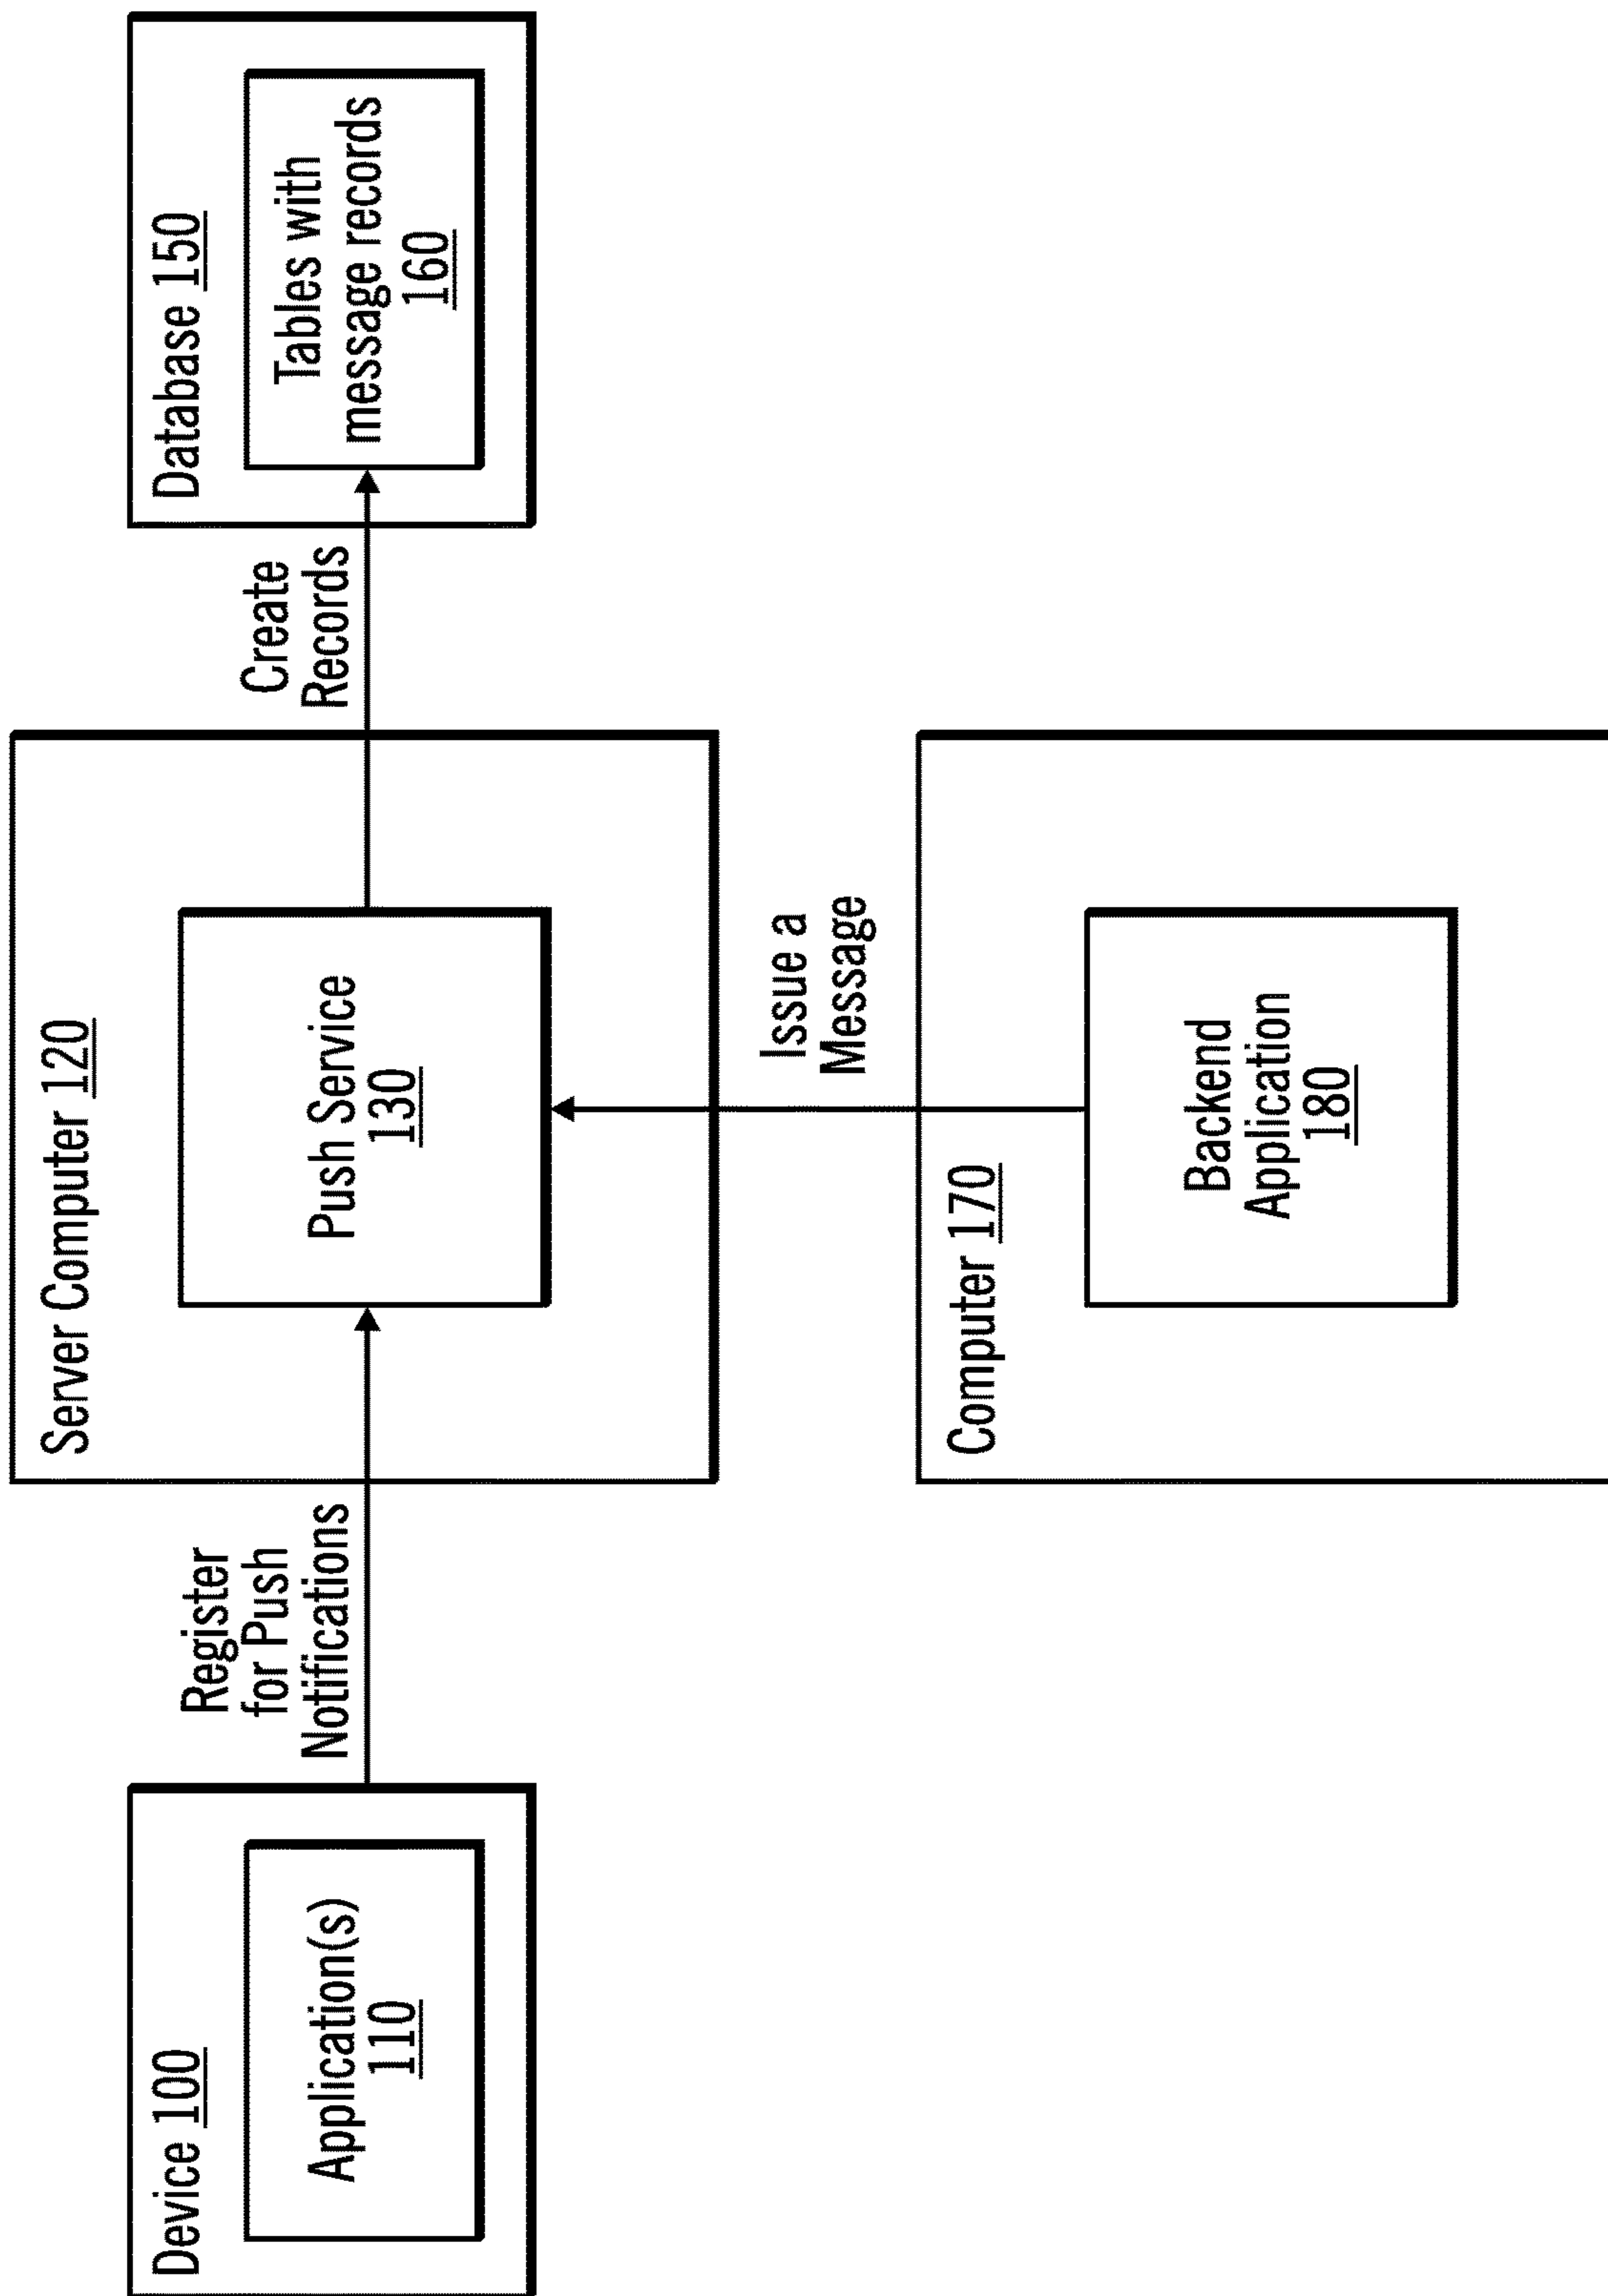 Device 100
Application(s)
110
Register
for Push
Notifications
Server Computer 120
Push Service
130
Create
Records
Database 150
Tables with
message records
160
Issue a
Message
Computer 170
Backend
Application
180